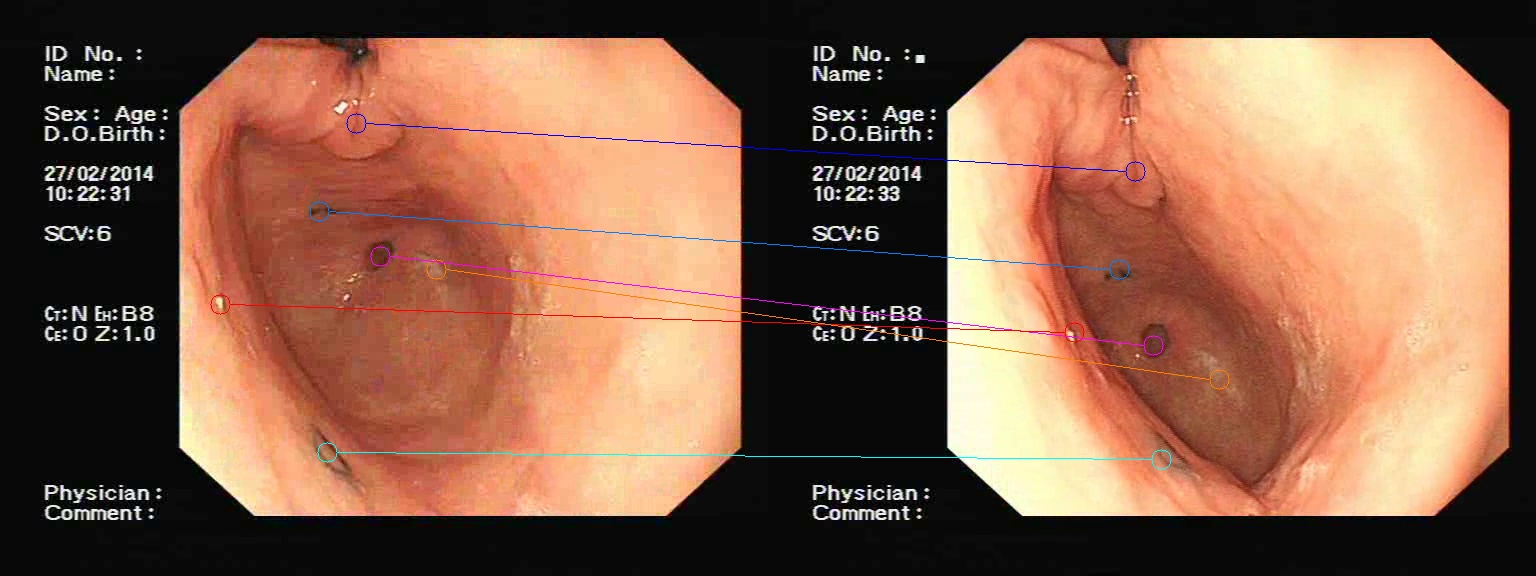 ID No. :
Name:
Sex: Age:
D.O.Birth:
27/02/2014
10:22:31
SCV:6
CT:N EH:B8
CE:0 Z:1.0
Physician:
Comment:
ID No. :
Name:
Sex: Age:
D.O.Birth:
27/02/2014
10:22:33
SCV:6
CT:N EH:B8
CE:0 Z:1.0
Physician:
Comment: